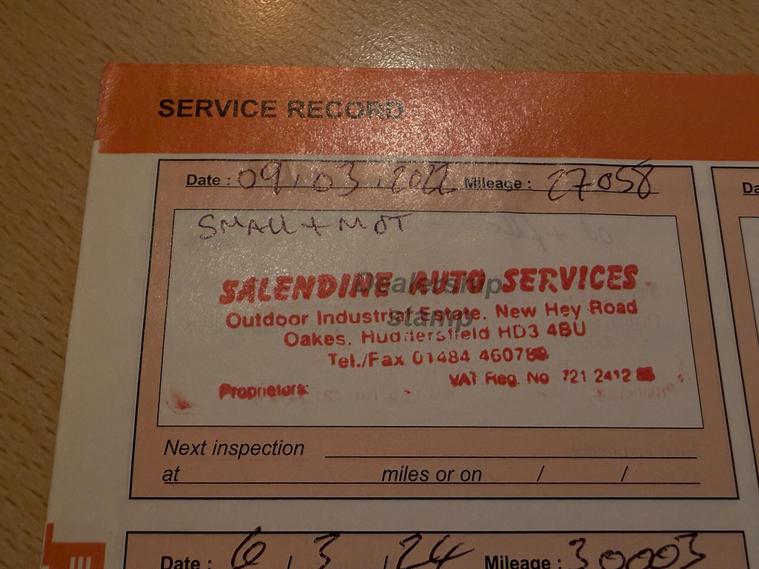 SERVICE RECORD
Date : 09 / 03 / 2022 Mileage : 27058
SMALL + MOT
Dealership
stamp
SALENDINE AUTO SERVICES
Outdoor Industrial Estate, New Hey Road
Oakes, Huddersfield HD3 4BU
Tel./Fax 01484
Proprietors:
VAT Reg. No 721 2412
Next inspection
at miles or on / /
Date : 6 / 3 / 24 Mileage : 30003